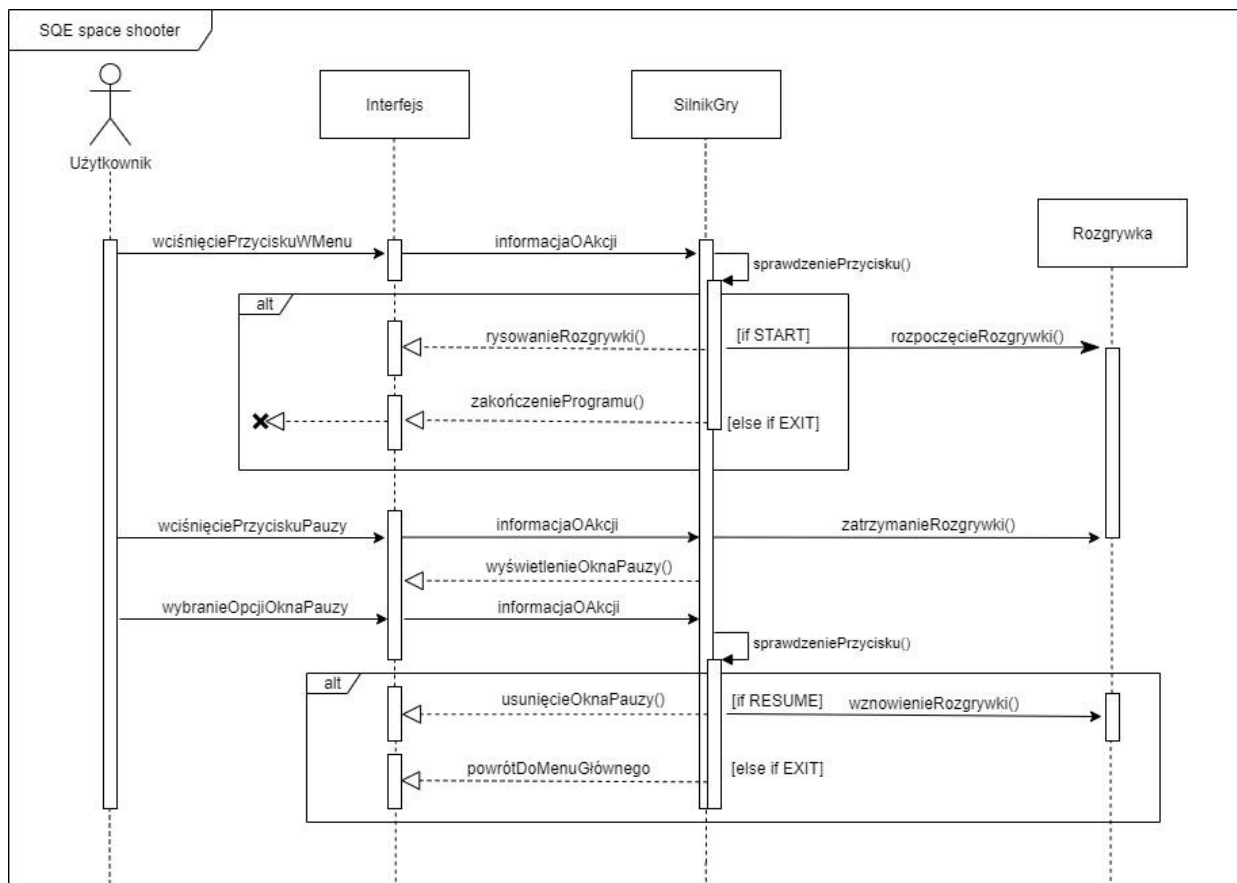 SQE space shooter
Użytkownik
Interfejs
SilnikGry
Rozgrywka
wciśnięciePrzyciskuWMenu
informacjaOAkcji
sprawdzeniePrzycisku()
alt
rysowanieRozgrywki()
[if START]
rozpoczęcieRozgrywki()
zakończenieProgramu()
[else if EXIT]
wciśnięciePrzyciskuPauzy
informacjaOAkcji
zatrzymanieRozgrywki()
wyświetlenieOknaPauzy()
wybranieOpcjiOknaPauzy
informacjaOAkcji
sprawdzeniePrzycisku()
alt
usunięcieOknaPauzy()
[if RESUME]
wznowienieRozgrywki()
powrótDoMenuGłównego
[else if EXIT]